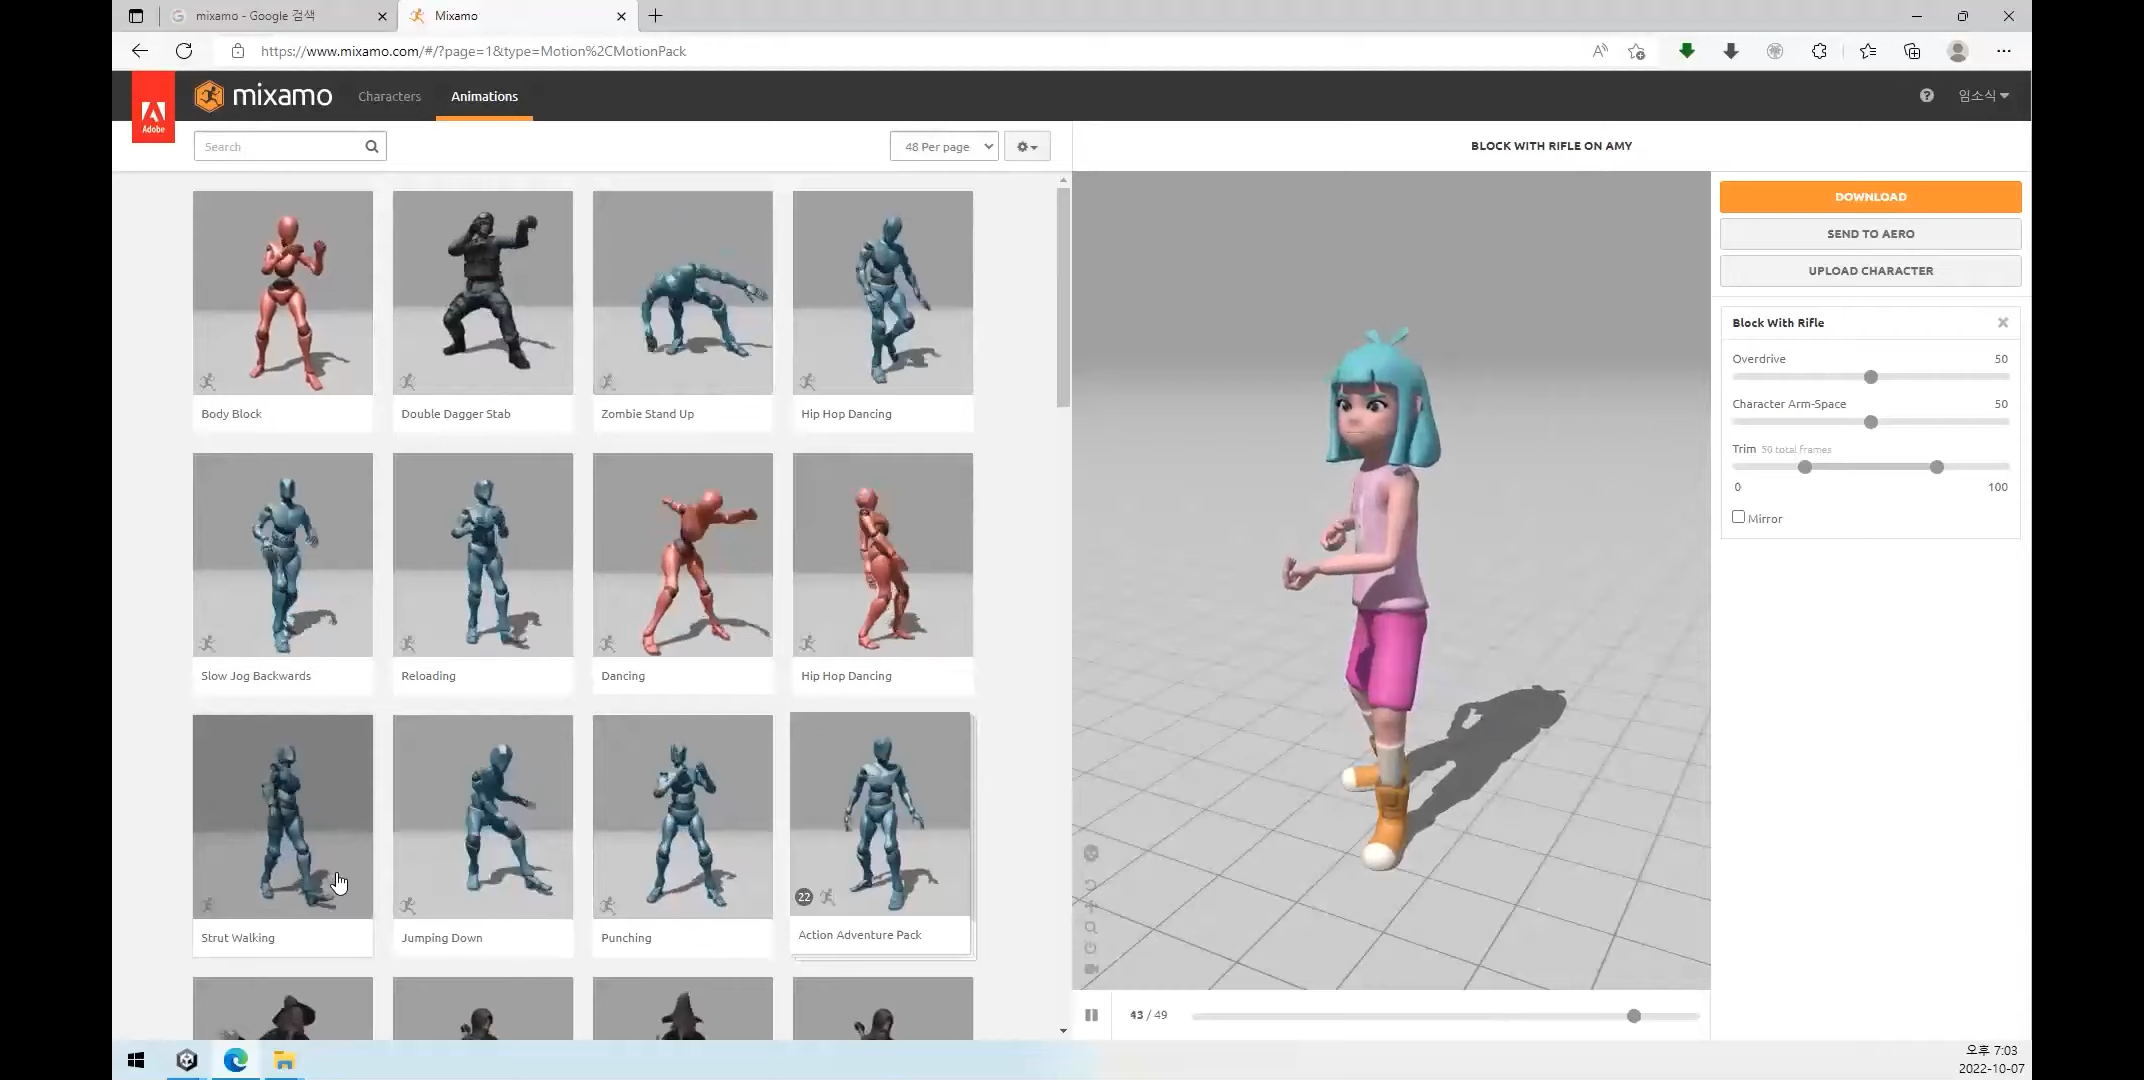 mixamo - Google 검색
Mixamo
https://www.mixamo.com/#/?page=1&type=Motion%2CMotionPack
Adobe
mixamo
Characters
Animations
임소식
Search
48 Per page
BLOCK WITH RIFLE ON AMY
DOWNLOAD
SEND TO AERO
UPLOAD CHARACTER
Block With Rifle
Overdrive 50
Character Arm-Space 50
Trim 50 total frames
0 100
Mirror
Body Block
Double Dagger Stab
Zombie Stand Up
Hip Hop Dancing
Slow Jog Backwards
Reloading
Dancing
Hip Hop Dancing
22
Strut Walking
Jumping Down
Punching
Action Adventure Pack
43 / 49
오후 7:03
2022-10-07